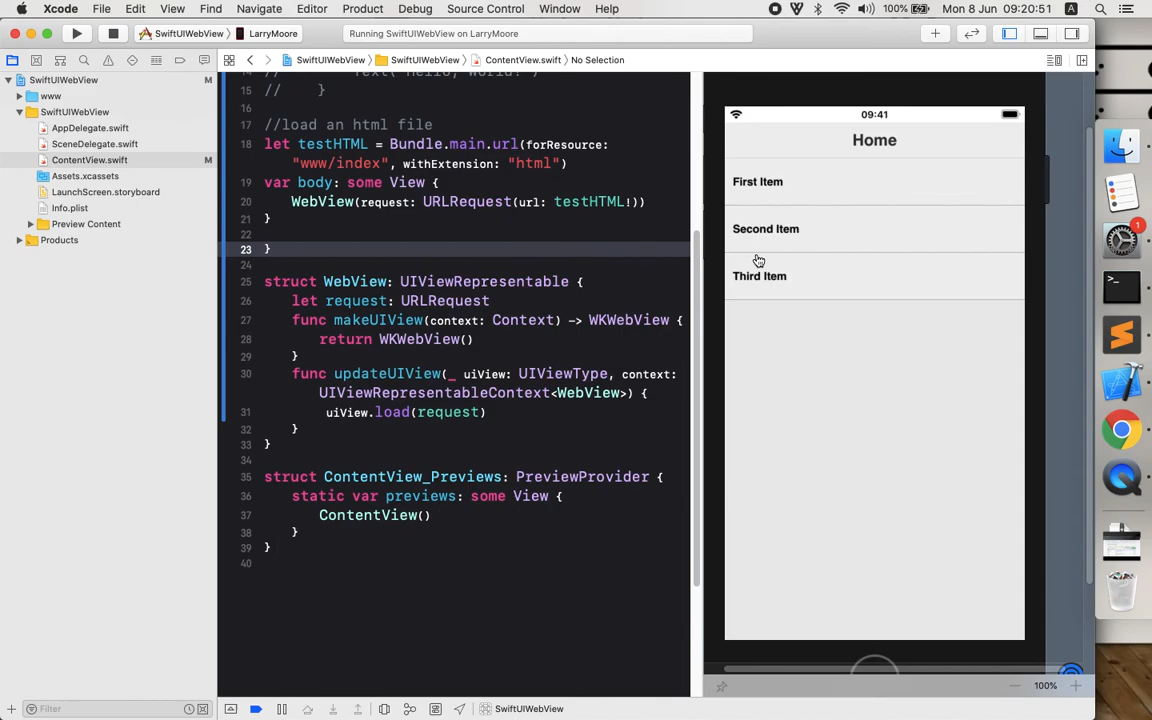 Xcode File Edit View Find Navigate Editor Product Debug Source Control Window Help 100% Mon 8 Jun 09:20:51 A
SwiftUIWebView LarryMoore Running SwiftUIWebView on LarryMoore
SwiftUIWebView SwiftUIWebView ContentView.swift No Selection
SwiftUIWebView M
www
SwiftUIWebView
AppDelegate.swift
SceneDelegate.swift
ContentView.swift M
Assets.xcassets
LaunchScreen.storyboard
Info.plist
Preview Content
Products
Filter
14 // Text("Hello, World!")
15 // }
16
17 //load an html file
18 let testHTML = Bundle.main.url(forResource:
"www/index", withExtension: "html")
19 var body: some View {
20 WebView(request: URLRequest(url: testHTML!))
21 }
22
23 }
24
25 struct WebView: UIViewRepresentable {
26 let request: URLRequest
27 func makeUIView(context: Context) -> WKWebView {
28 return WKWebView()
29 }
30 func updateUIView(_ uiView: UIViewType, context:
UIViewRepresentableContext<WebView>) {
31 uiView.load(request)
32 }
33 }
34
35 struct ContentView_Previews: PreviewProvider {
36 static var previews: some View {
37 ContentView()
38 }
39 }
40
SwiftUIWebView
09:41
Home
First Item
Second Item
Third Item
100%
1